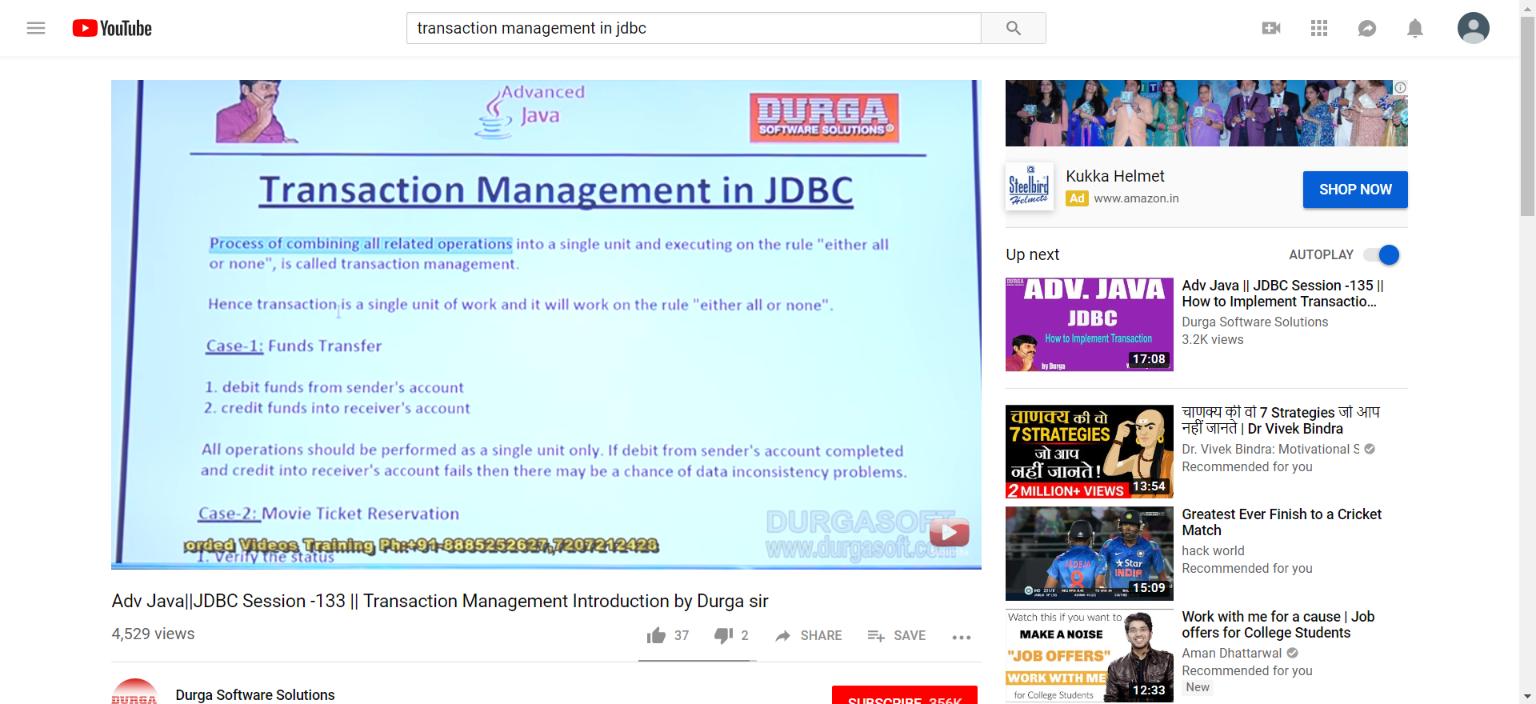 YouTube
transaction management in jdbc
Advanced
Java
DURGA
SOFTWARE SOLUTIONS®
Transaction Management in JDBC
Process of combining all related operations into a single unit and executing on the rule "either all
or none", is called transaction management.
Hence transaction is a single unit of work and it will work on the rule "either all or none".
Case-1: Funds Transfer
1. debit funds from sender's account
2. credit funds into receiver's account
All operations should be performed as a single unit only. If debit from sender's account completed
and credit into receiver's account fails then there may be a chance of data inconsistency problems.
Case-2: Movie Ticket Reservation
DURGASOFT
www.durgasoft.com
orded Videos Training Ph:+91-8885252627,7207212428
1. Verify the status
Adv Java||JDBC Session -133 || Transaction Management Introduction by Durga sir
4,529 views
37
2
SHARE
SAVE
DURGA
Durga Software Solutions
SUBSCRIBE 356K
Steelbird
Helmets
Kukka Helmet
Ad www.amazon.in
SHOP NOW
Up next
AUTOPLAY
ADV. JAVA
JDBC
How to Implement Transaction
by Durga
17:08
Adv Java || JDBC Session -135 ||
How to Implement Transactio...
Durga Software Solutions
3.2K views
चाणक्य की वो
7 STRATEGIES
जो आप
नहीं जानते!
2 MILLION+ VIEWS
13:54
चाणक्य की वो 7 Strategies जो आप
नहीं जानते | Dr Vivek Bindra
Dr. Vivek Bindra: Motivational S
Recommended for you
JADEJA
8
Star
INDIA
15:09
Greatest Ever Finish to a Cricket
Match
hack world
Recommended for you
Watch this if you want to
MAKE A NOISE
"JOB OFFERS"
WORK WITH ME
for College Students
12:33
Work with me for a cause | Job
offers for College Students
Aman Dhattarwal
Recommended for you
New